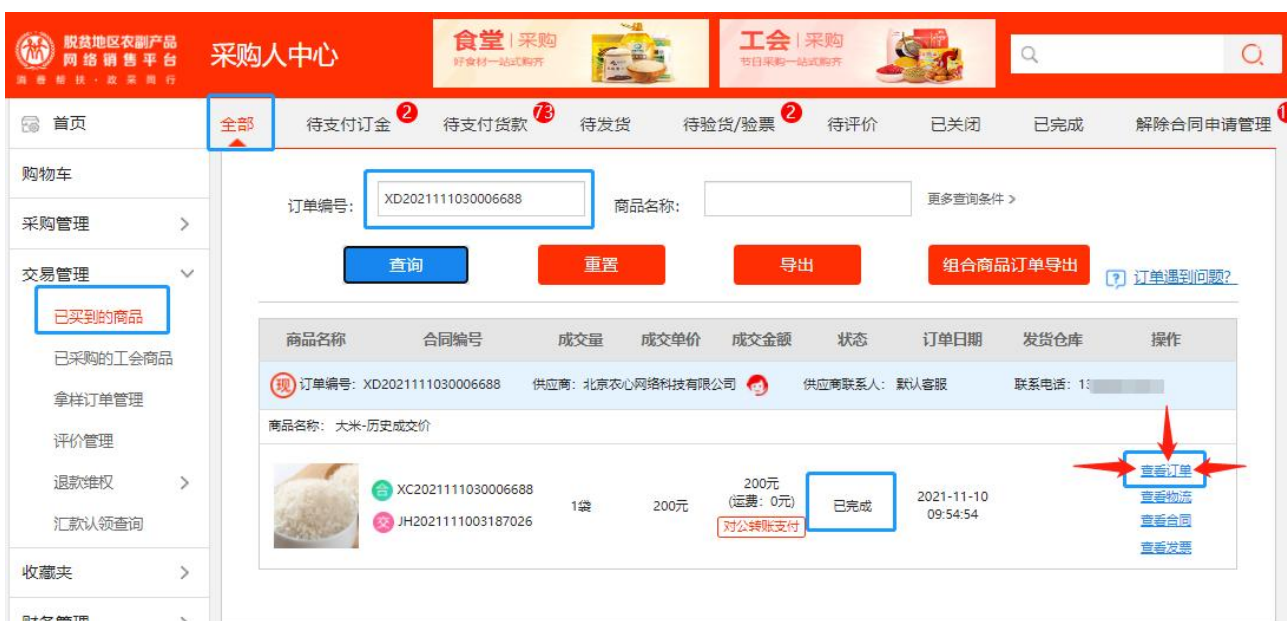 脱贫地区农副产品
网络销售平台
消费帮扶·政采同行
采购人中心
食堂 | 采购
好食材一站式购齐
工会 | 采购
节日采购一站式购齐
首页
全部
待支付订金 2
待支付货款 73
待发货
待验货/验票 2
待评价
已关闭
已完成
解除合同申请管理 1
购物车
采购管理
交易管理
已买到的商品
已采购的工会商品
拿样订单管理
评价管理
退款维权
汇款认领查询
收藏夹
财务管理
订单编号: XD2021111030006688
商品名称:
更多查询条件 >
查询
重置
导出
组合商品订单导出
? 订单遇到问题?
商品名称 合同编号 成交量 成交单价 成交金额 状态 订单日期 发货仓库 操作
现 订单编号: XD2021111030006688 供应商: 北京农心网络科技有限公司 供应商联系人: 默认客服 联系电话: 13
商品名称: 大米-历史成交价
合 XC2021111030006688
交 JH2021111003187026
1袋
200元
200元
(运费: 0元)
对公转账支付
已完成
2021-11-10
09:54:54
查看订单
查看物流
查看合同
查看发票